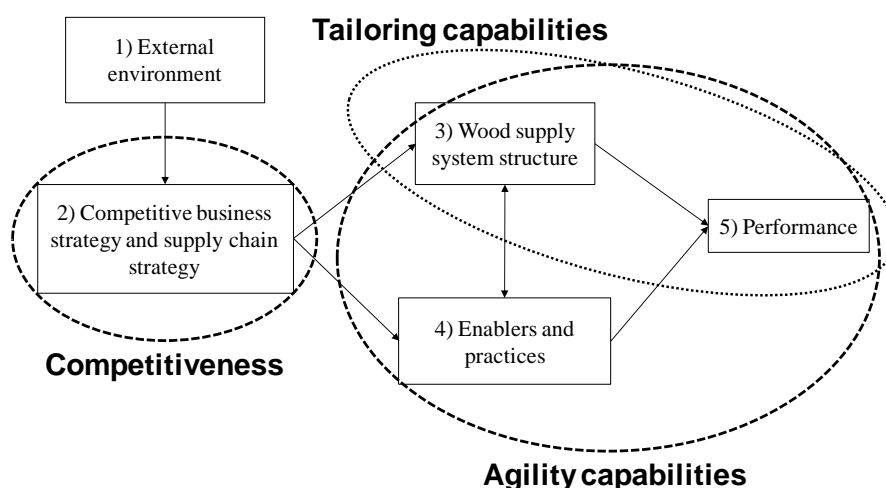 Tailoring capabilities
1) External
environment
3) Wood supply
system structure
2) Competitive business
strategy and supply chain
strategy
5) Performance
4) Enablers and
practices
Competitiveness
Agility capabilities